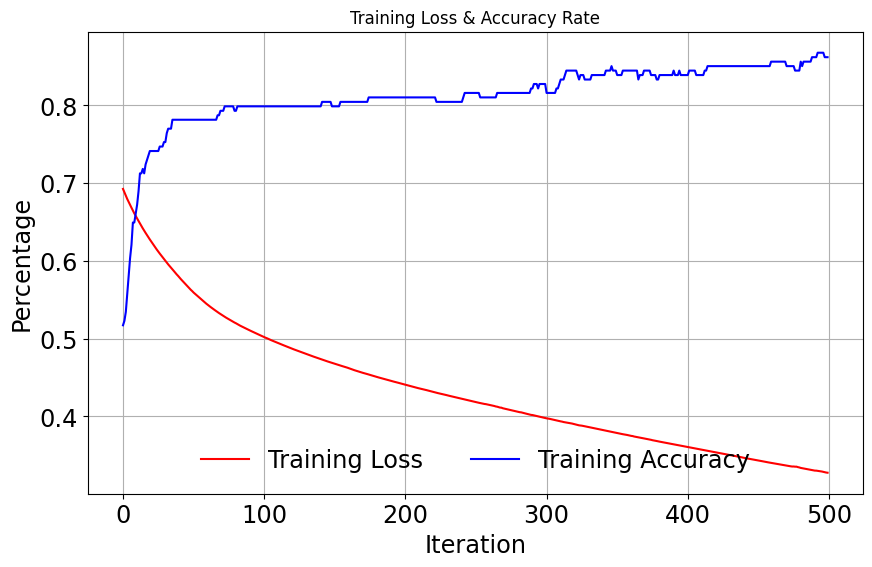 Training Loss & Accuracy Rate
Percentage
0.8
0.7
0.6
0.5
0.4
Training Loss Training Accuracy
0 100 200 300 400 500
Iteration